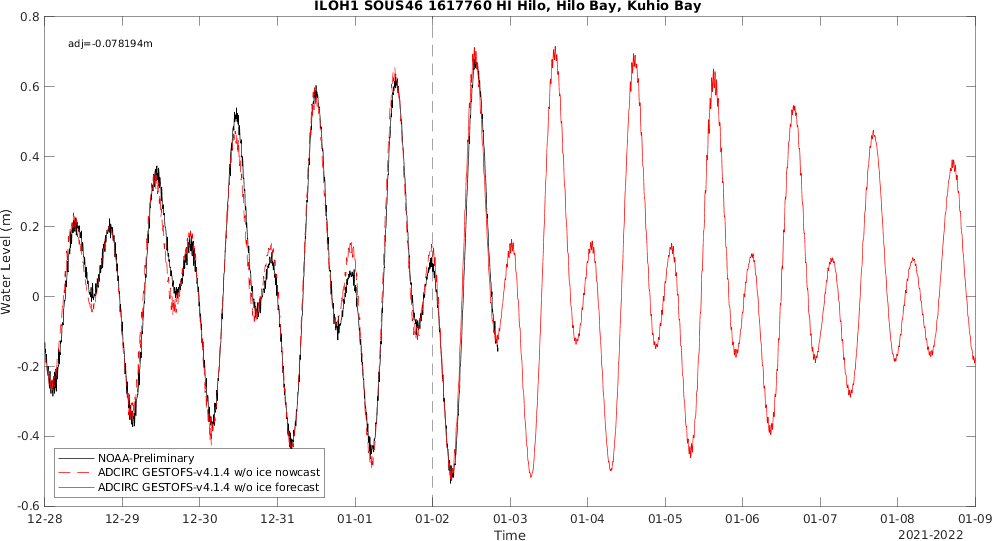 ILOH1 SOUS46 1617760 HI Hilo, Hilo Bay, Kuhio Bay
adj=-0.078194m
0.8
0.6
0.4
0.2
0
-0.2
-0.4
-0.6
Water Level (m)
NOAA-Preliminary
ADCIRC GESTOFS-v4.1.4 w/o ice nowcast
ADCIRC GESTOFS-v4.1.4 w/o ice forecast
12-28 12-29 12-30 12-31 01-01 01-02 01-03 01-04 01-05 01-06 01-07 01-08 01-09
Time
2021-2022